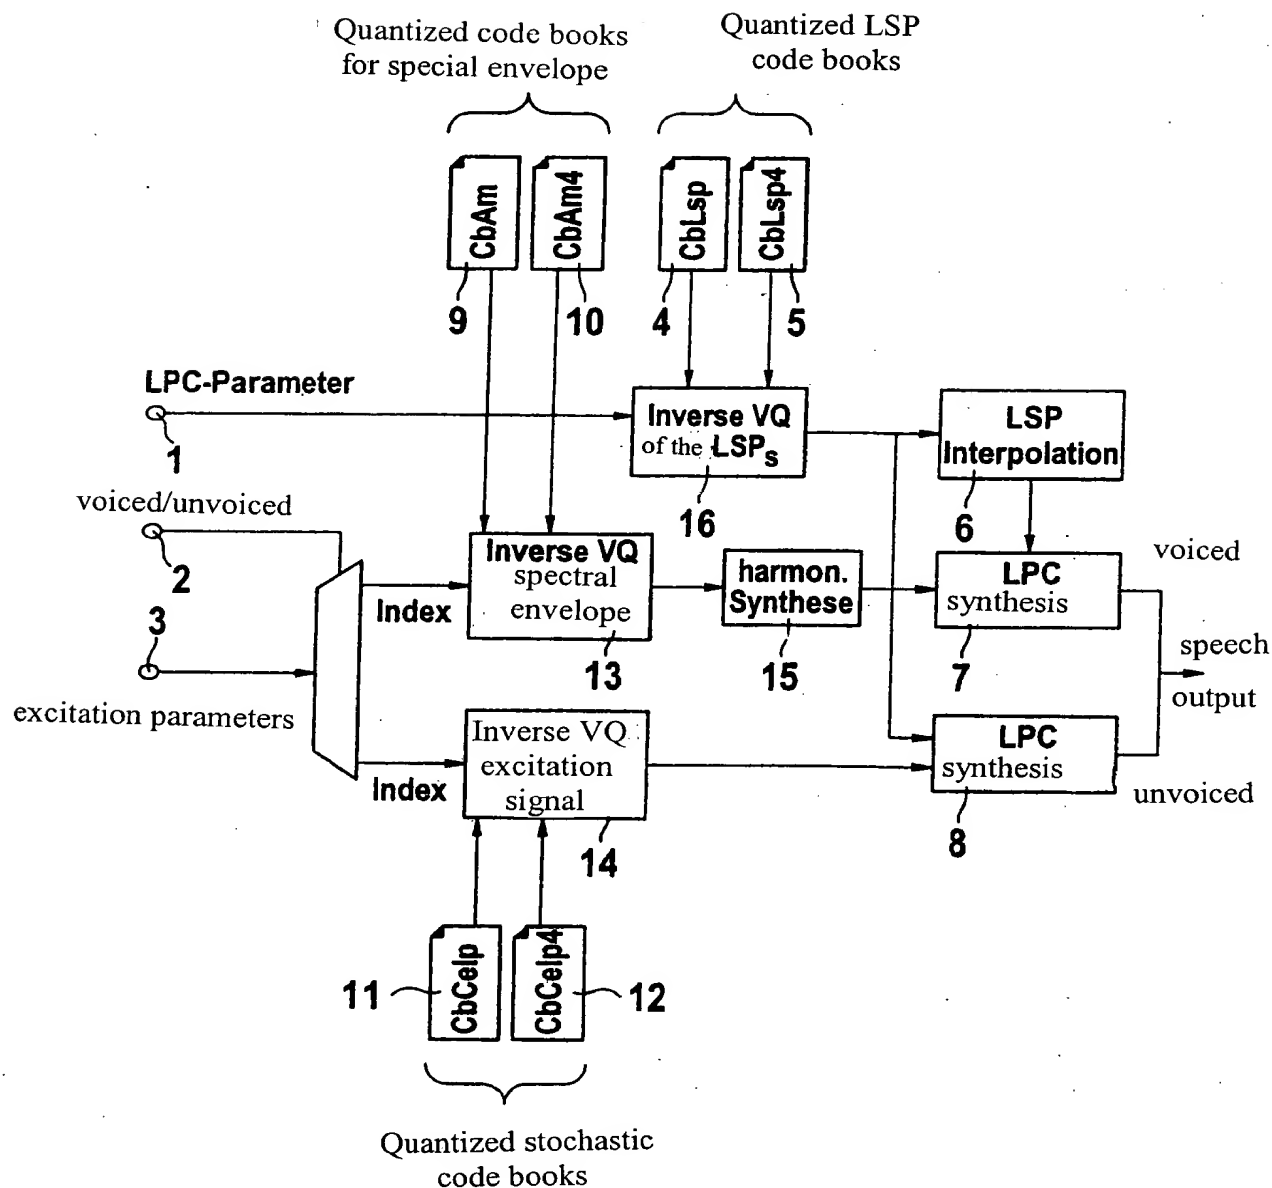 Quantized code books
for special envelope
Quantized LSP
code books
CbAm
CbAm4
CbLsp
CbLsp4
9
10
4
5
LPC-Parameter
1
Inverse VQ
of the LSPs
16
LSP
Interpolation
6
voiced/unvoiced
2
3
excitation parameters
Index
Inverse VQ
spectral
envelope
13
harmon.
Synthese
15
LPC
synthesis
7
voiced
speech
output
Index
Inverse VQ
excitation
signal
14
LPC
synthesis
8
unvoiced
11
CbCelp
CbCelp4
12
Quantized stochastic
code books